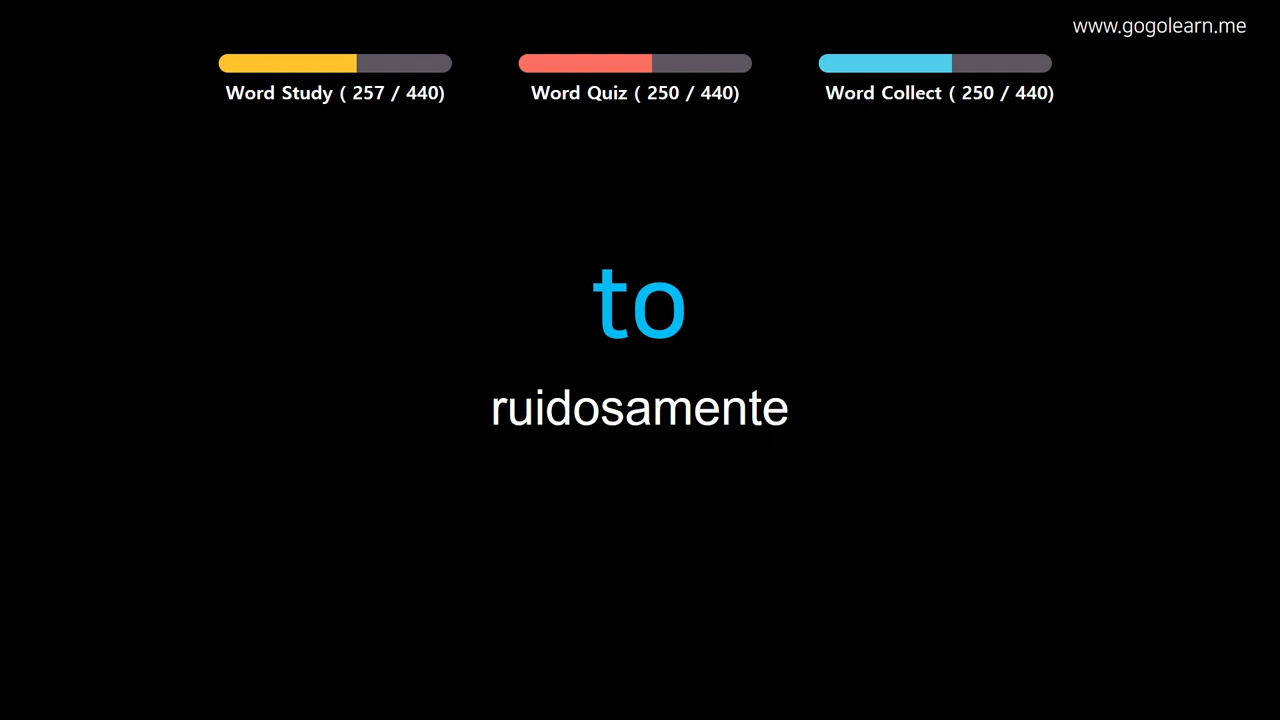 www.gogolearn.me
Word Study ( 257 / 440)
Word Quiz ( 250 / 440)
Word Collect ( 250 / 440)
to
ruidosamente